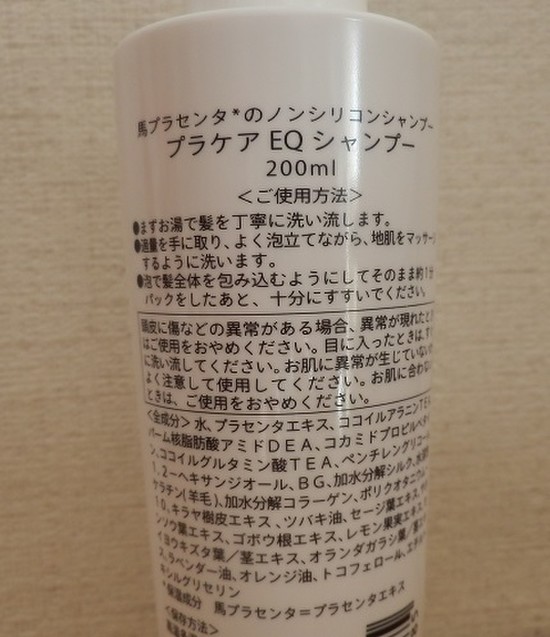 馬プラセンタ*のノンシリコンシャンプー
プラケア EQ シャンプー
200ml
＜ご使用方法＞
●まずお湯で髪を丁寧に洗い流します。
●適量を手に取り、よく泡立てながら、地肌をマッサージ
するように洗います。
●泡で髪全体を包み込むようにしてそのまま約1分
パックをしたあと、十分にすすいでください。
頭皮に傷などの異常がある場合、異常が現れたと
はご使用をおやめください。目に入ったときは、す
に洗い流してください。お肌に異常が生じていない
よく注意して使用してください。お肌に合わな
ときは、ご使用をおやめください。
＜全成分＞水、プラセンタエキス、ココイルアラニンTEA
パーム核脂肪酸アミドDEA、コカミドプロピルベタ
ン、ココイルグルタミン酸TEA、ペンチレングリコー
1,2－ヘキサンジオール、BG、加水分解シルク、
ケラチン(羊毛)、加水分解コラーゲン、ポリクオタニウム
10、キラヤ樹皮エキス、ツバキ油、セージ葉エキス、
ンソウ葉エキス、ゴボウ根エキス、レモン果実エキス、
イヨウキズタ葉／茎エキス、オランダガラシ葉／
ス、ラベンダー油、オレンジ油、トコフェロール、エチ
キシルグリセリン
*保湿成分　馬プラセンタ＝プラセンタエキス
＜保存方法＞